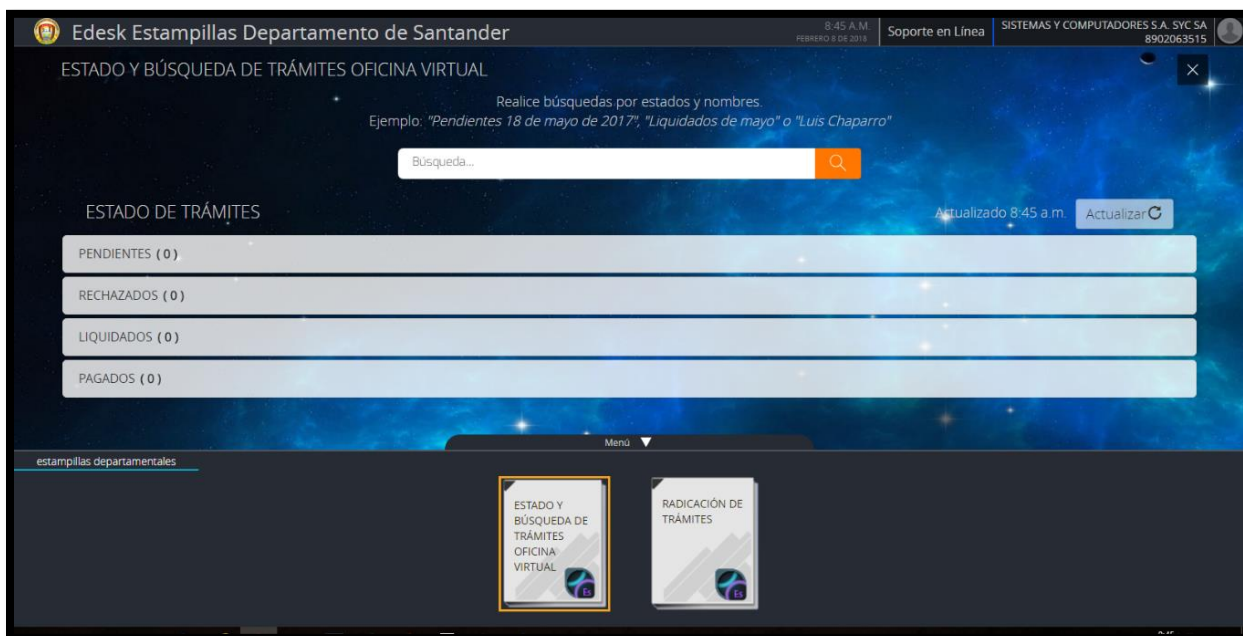 Edesk Estampillas Departamento de Santander
8:45 A.M.
FEBRERO 8 DE 2018
Soporte en Línea
SISTEMAS Y COMPUTADORES S.A. SYC SA
8902063515
ESTADO Y BÚSQUEDA DE TRÁMITES OFICINA VIRTUAL
Realice búsquedas por estados y nombres.
Ejemplo: "Pendientes 18 de mayo de 2017", "Liquidados de mayo" o "Luis Chaparro"
Búsqueda...
ESTADO DE TRÁMITES
Actualizado 8:45 a.m.
Actualizar
PENDIENTES ( 0 )
RECHAZADOS ( 0 )
LIQUIDADOS ( 0 )
PAGADOS ( 0 )
Menú
estampillas departamentales
ESTADO Y
BÚSQUEDA DE
TRÁMITES
OFICINA
VIRTUAL
Es
RADICACIÓN DE
TRÁMITES
Es